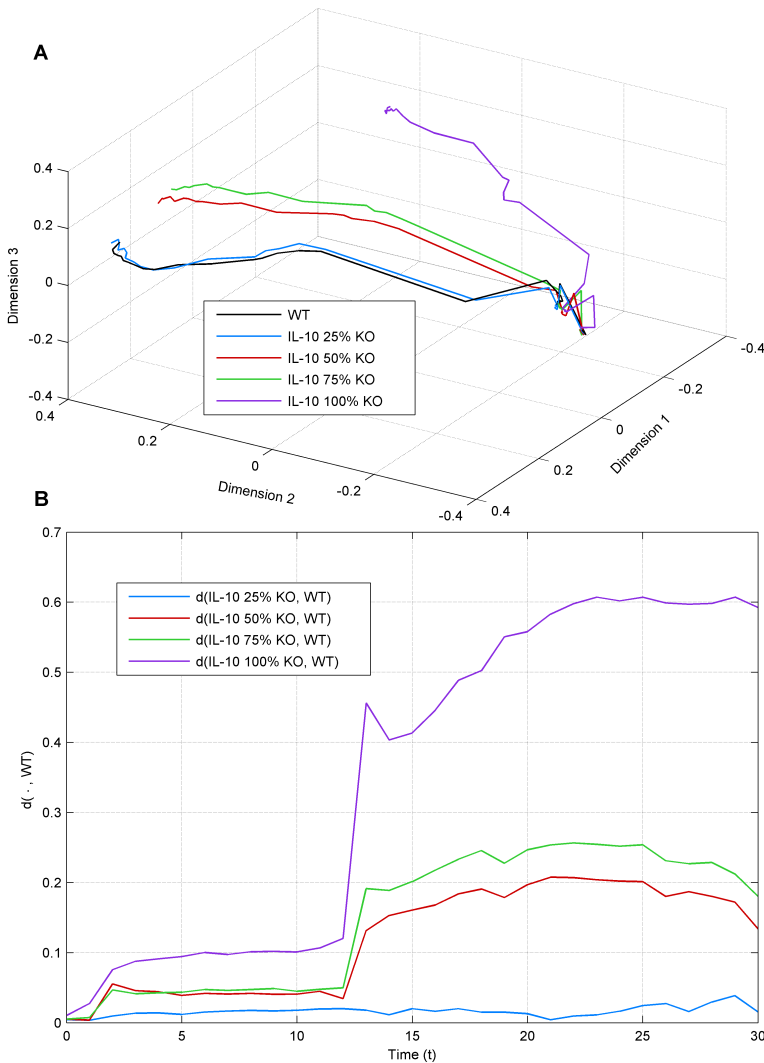 A
0.4
0.2
0
-0.2
-0.4
Dimension 3
0.4
0.2
0
-0.2
-0.4
Dimension 2
0.4
0.2
0
-0.2
-0.4
Dimension 1
WT
IL-10 25% KO
IL-10 50% KO
IL-10 75% KO
IL-10 100% KO
B
0.7
0.6
0.5
0.4
0.3
0.2
0.1
0
d( · , WT)
d(IL-10 25% KO, WT)
d(IL-10 50% KO, WT)
d(IL-10 75% KO, WT)
d(IL-10 100% KO, WT)
0 5 10 15 20 25 30
Time (t)